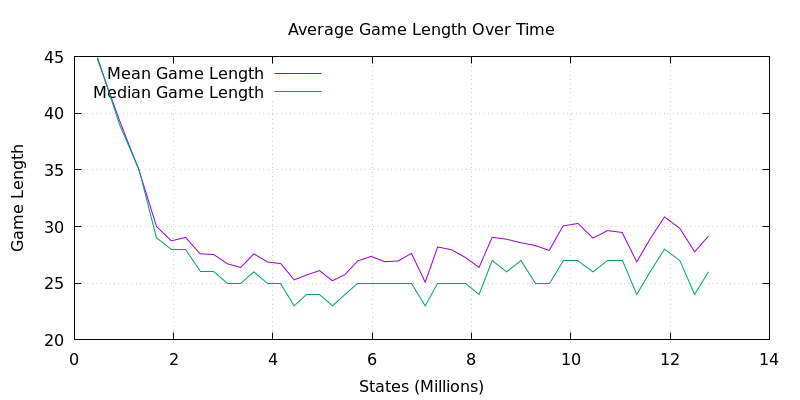 Average Game Length Over Time
45
40
35
30
25
20
Game Length
Mean Game Length
Median Game Length
0 2 4 6 8 10 12 14
States (Millions)